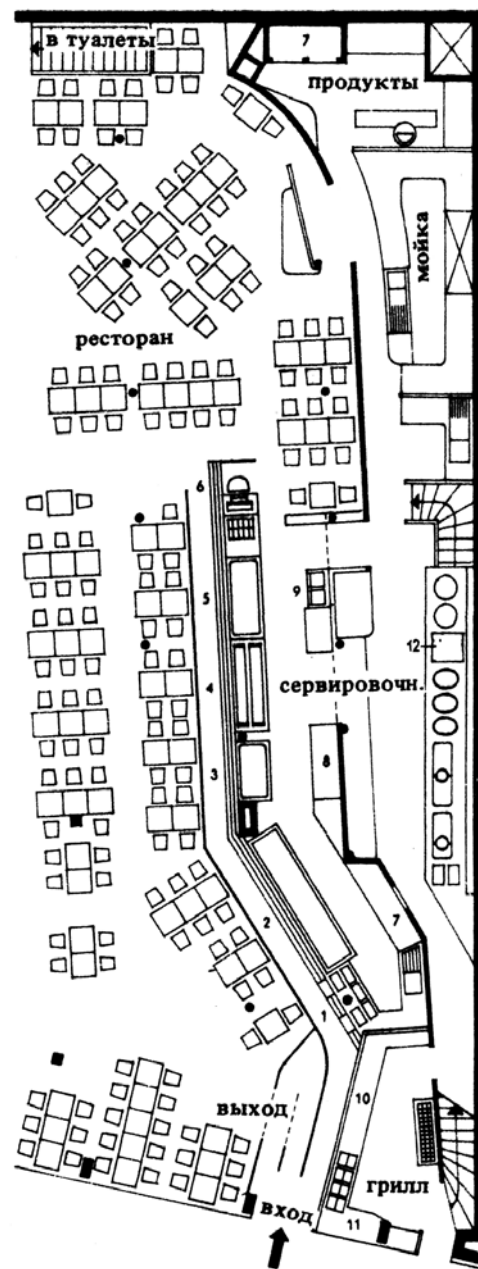 в туалеты
7
продукты
мойка
ресторан
6
9
5
12
4
сервировочн.
3
8
2
7
1
10
выход
грилл
вход
11